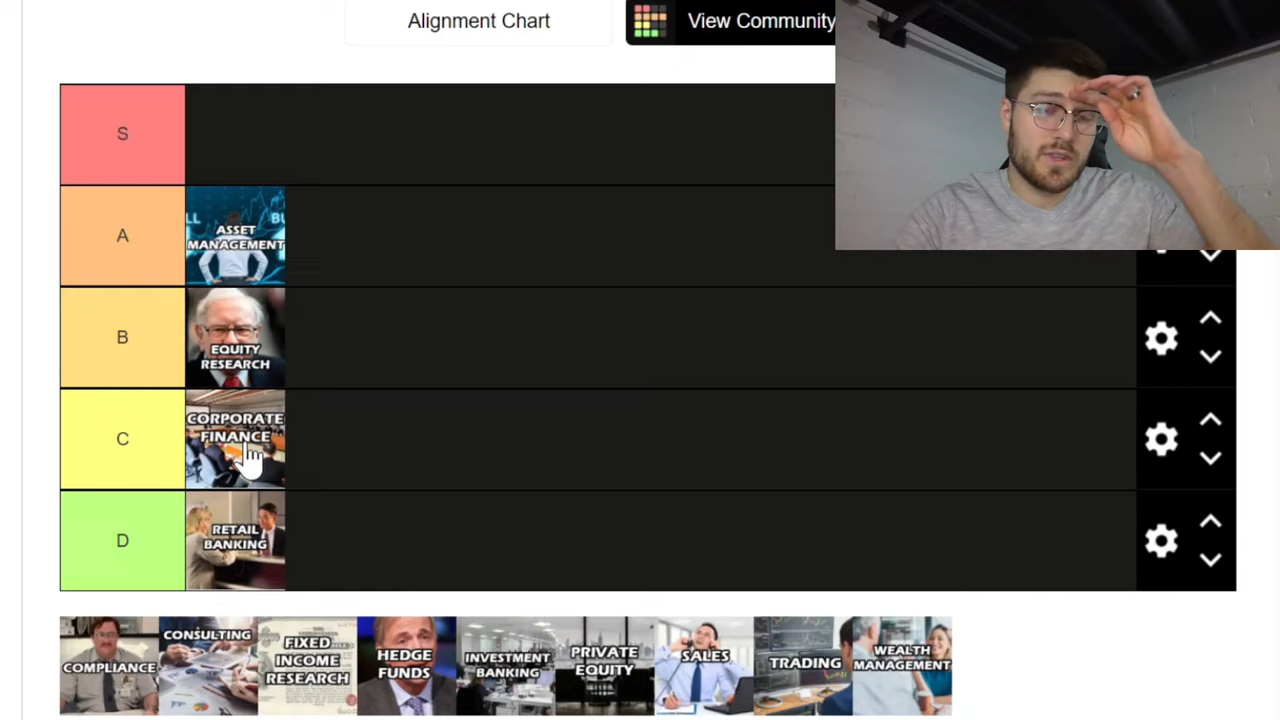 Alignment Chart
View Community
S
A
ASSET
MANAGEMENT
B
EQUITY
RESEARCH
C
CORPORATE
FINANCE
D
RETAIL
BANKING
COMPLIANCE
CONSULTING
FIXED
INCOME
RESEARCH
HEDGE
FUNDS
INVESTMENT
BANKING
PRIVATE
EQUITY
SALES
TRADING
WEALTH
MANAGEMENT